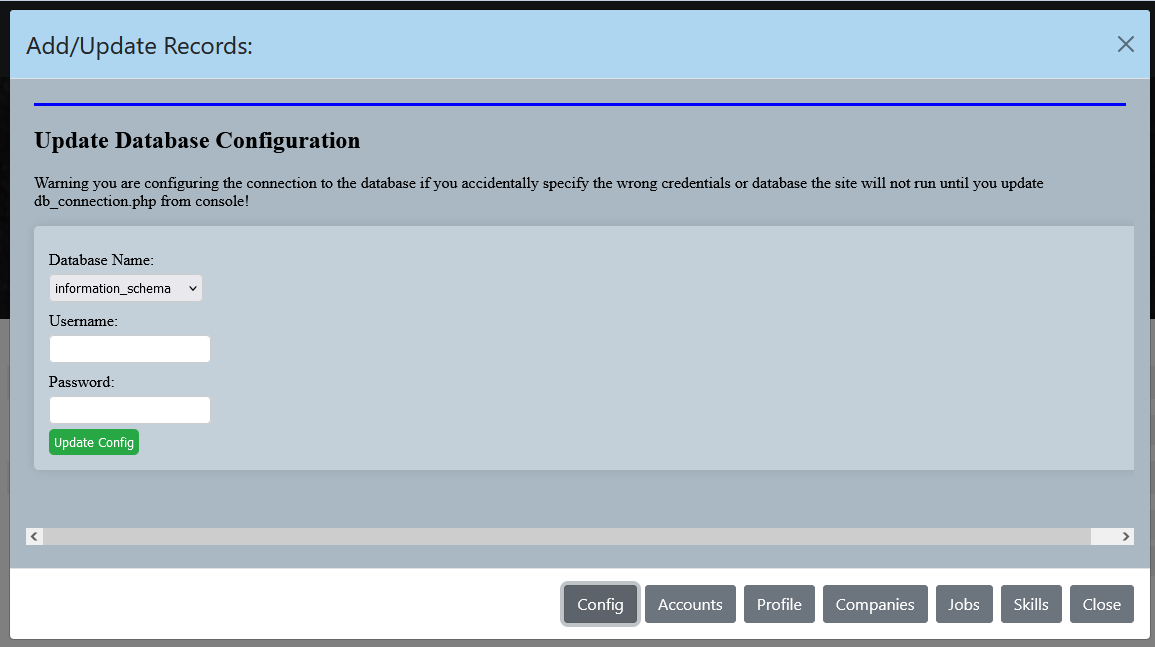 Add/Update Records:
Update Database Configuration
Warning you are configuring the connection to the database if you accidentally specify the wrong credentials or database the site will not run until you update
db_connection.php from console!
Database Name:
information_schema
Username:
Password:
Update Config
Config Accounts Profile Companies Jobs Skills Close